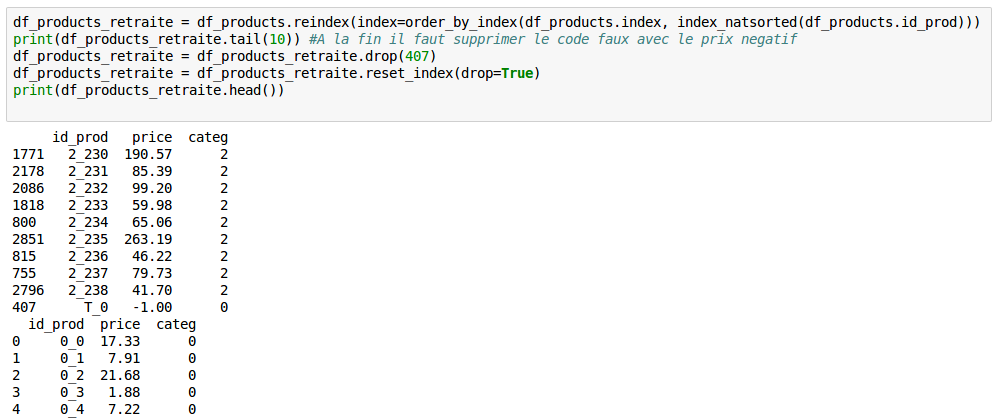 df_products_retraite = df_products.reindex(index=order_by_index(df_products.index, index_natsorted(df_products.id_prod)))
print(df_products_retraite.tail(10)) #A la fin il faut supprimer le code faux avec le prix negatif
df_products_retraite = df_products_retraite.drop(407)
df_products_retraite = df_products_retraite.reset_index(drop=True)
print(df_products_retraite.head())
id_prod price categ
1771 2_230 190.57 2
2178 2_231 85.39 2
2086 2_232 99.20 2
1818 2_233 59.98 2
800 2_234 65.06 2
2851 2_235 263.19 2
815 2_236 46.22 2
755 2_237 79.73 2
2796 2_238 41.70 2
407 T_0 -1.00 0
id_prod price categ
0 0_0 17.33 0
1 0_1 7.91 0
2 0_2 21.68 0
3 0_3 1.88 0
4 0_4 7.22 0